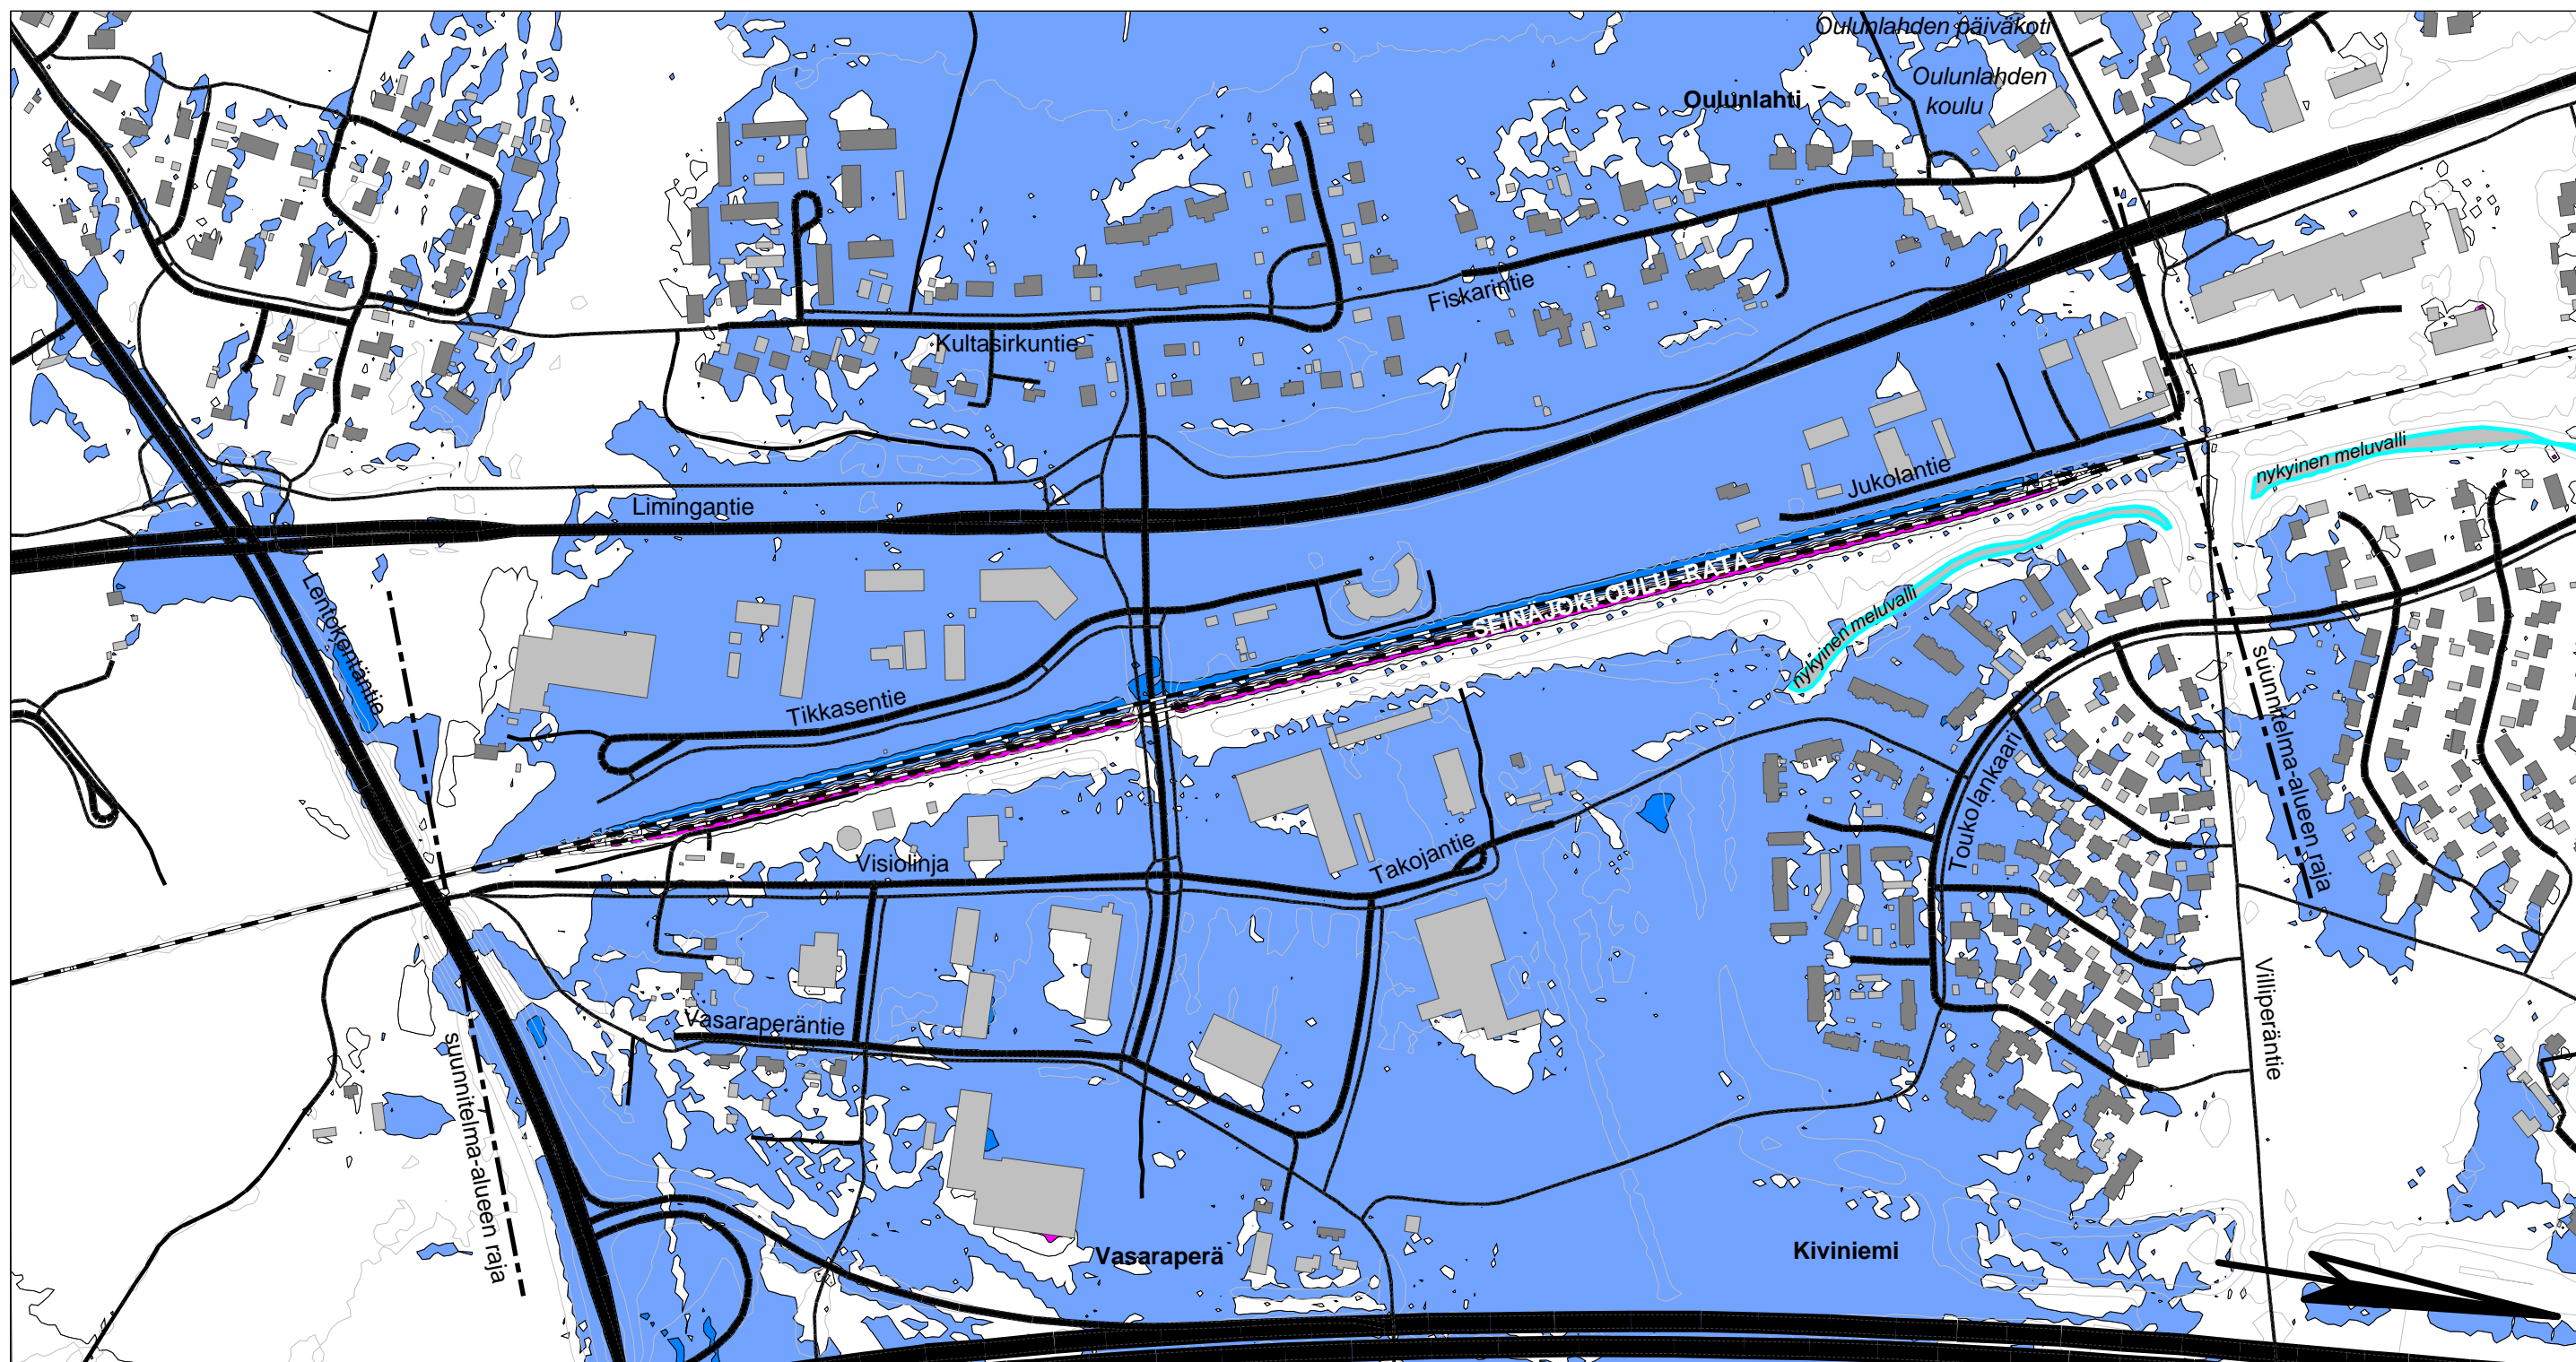 Oulunlahden päiväkoti
Oulunlahden
koulu
Oulunlahti
Fiskarintie
Kultasirkuntie
nykyinen meluvalli
Jukolantie
Limingantie
SEINÄJOKI-OULU -RATA
nykyinen meluvalli
Lentokentäntie
Tikkasentie
suunnitelma-alueen raja
Toukolankaari
Visiolinja
Takojantie
Villiperäntie
Vasaraperäntie
suunnitelma-alueen raja
Vasaraperä
Kiviniemi